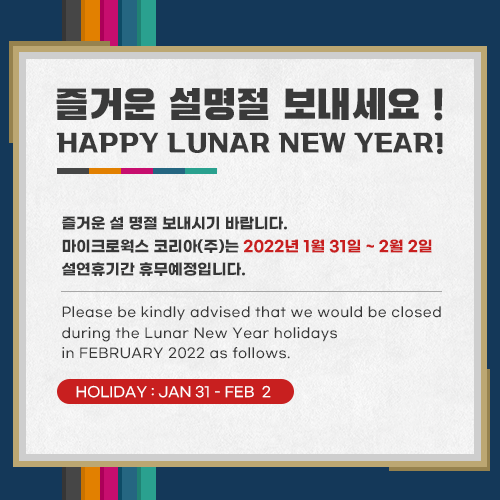 즐거운 설명절 보내세요 !
HAPPY LUNAR NEW YEAR!
즐거운 설 명절 보내시기 바랍니다.
마이크로웍스 코리아(주)는 2022년 1월 31일 ~ 2월 2일
설연휴기간 휴무예정입니다.
Please be kindly advised that we would be closed
during the Lunar New Year holidays
in FEBRUARY 2022 as follows.
HOLIDAY : JAN 31 - FEB 2